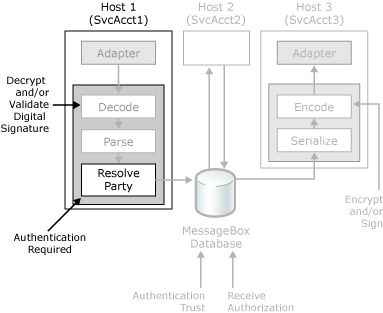 Host 1
(SvcAcct1)
Host 2
(SvcAcct2)
Host 3
(SvcAcct3)
Adapter
Adapter
Decrypt
and/or
Validate
Digital
Signature
Decode
Encode
Parse
Serialize
Resolve
Party
MessageBox
Database
Encrypt
and/or
Sign
Authentication
Required
Authentication
Trust
Receive
Authorization